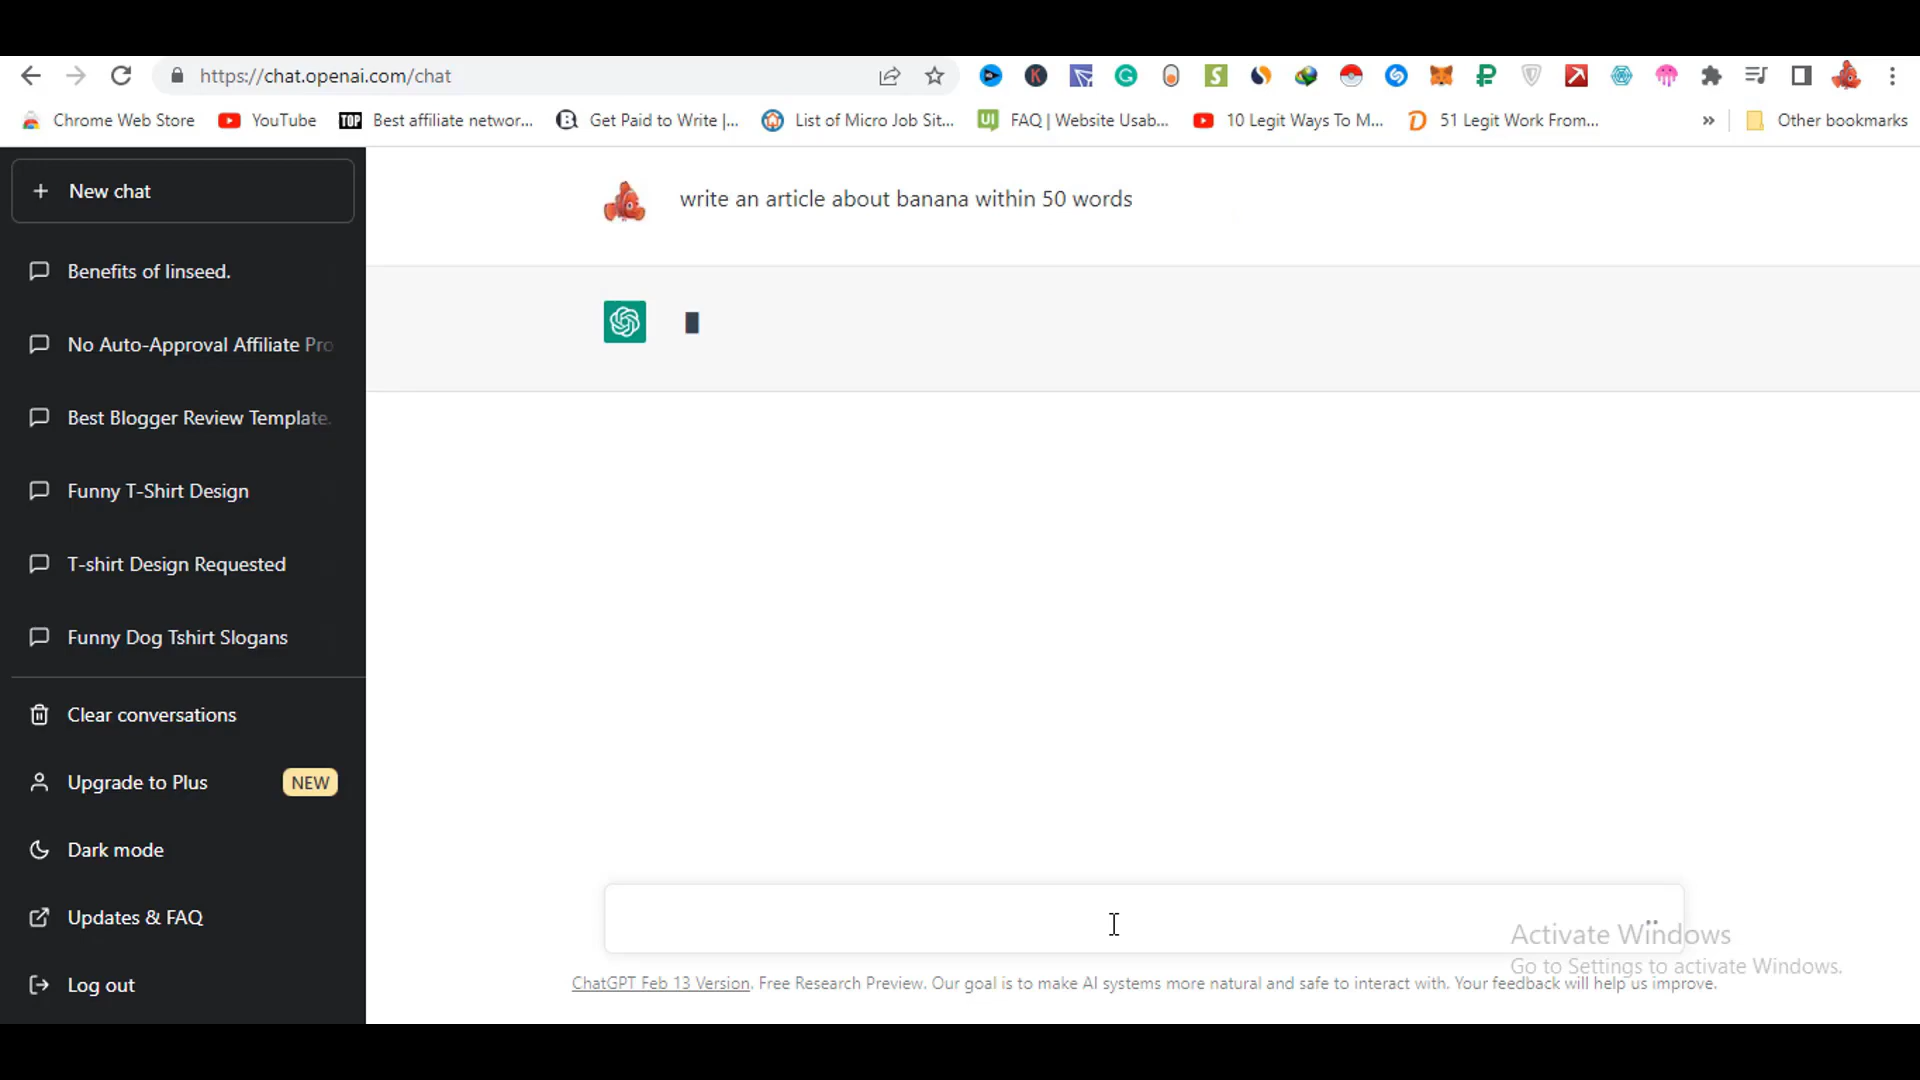 https://chat.openai.com/chat
Chrome Web Store
YouTube
TOP Best affiliate networ...
Get Paid to Write |...
List of Micro Job Sit...
UI FAQ | Website Usab...
10 Legit Ways To M...
51 Legit Work From...
»
Other bookmarks
+ New chat
write an article about banana within 50 words
Benefits of linseed.
No Auto-Approval Affiliate Pro
Best Blogger Review Template.
Funny T-Shirt Design
T-shirt Design Requested
Funny Dog Tshirt Slogans
Clear conversations
Upgrade to Plus NEW
Dark mode
Updates & FAQ
Log out
Activate Windows
Go to Settings to activate Windows.
ChatGPT Feb 13 Version. Free Research Preview. Our goal is to make AI systems more natural and safe to interact with. Your feedback will help us improve.